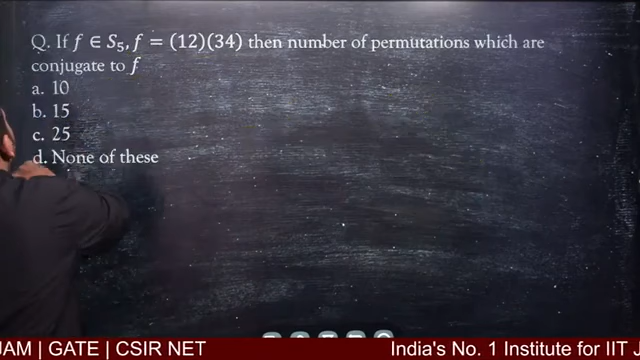 Q. If f ∈ S₅, f = (12)(34) then number of permutations which are
conjugate to f
a. 10
b. 15
c. 25
d. None of these
JAM | GATE | CSIR NET India's No. 1 Institute for IIT J